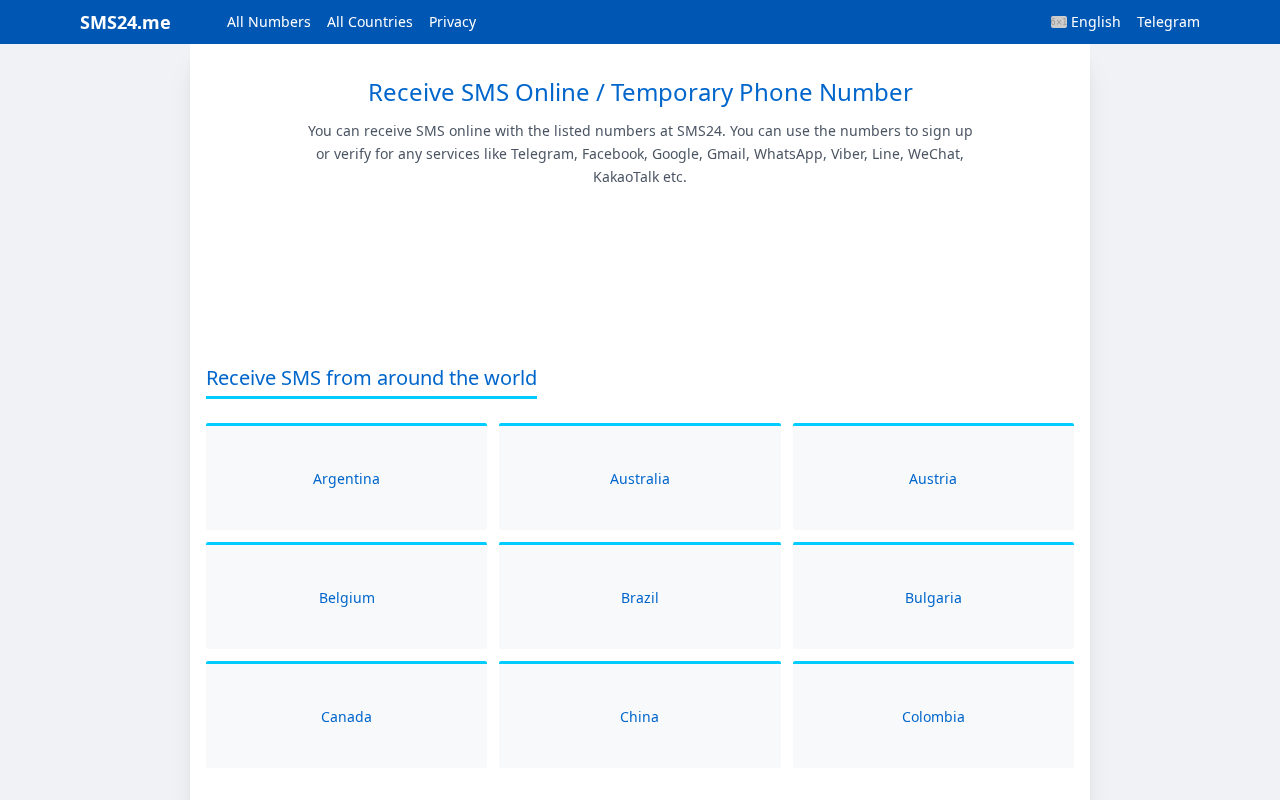 SMS24.me
All Numbers
All Countries
Privacy
English
Telegram
Receive SMS Online / Temporary Phone Number
You can receive SMS online with the listed numbers at SMS24. You can use the numbers to sign up
or verify for any services like Telegram, Facebook, Google, Gmail, WhatsApp, Viber, Line, WeChat,
KakaoTalk etc.
Receive SMS from around the world
Argentina
Australia
Austria
Belgium
Brazil
Bulgaria
Canada
China
Colombia